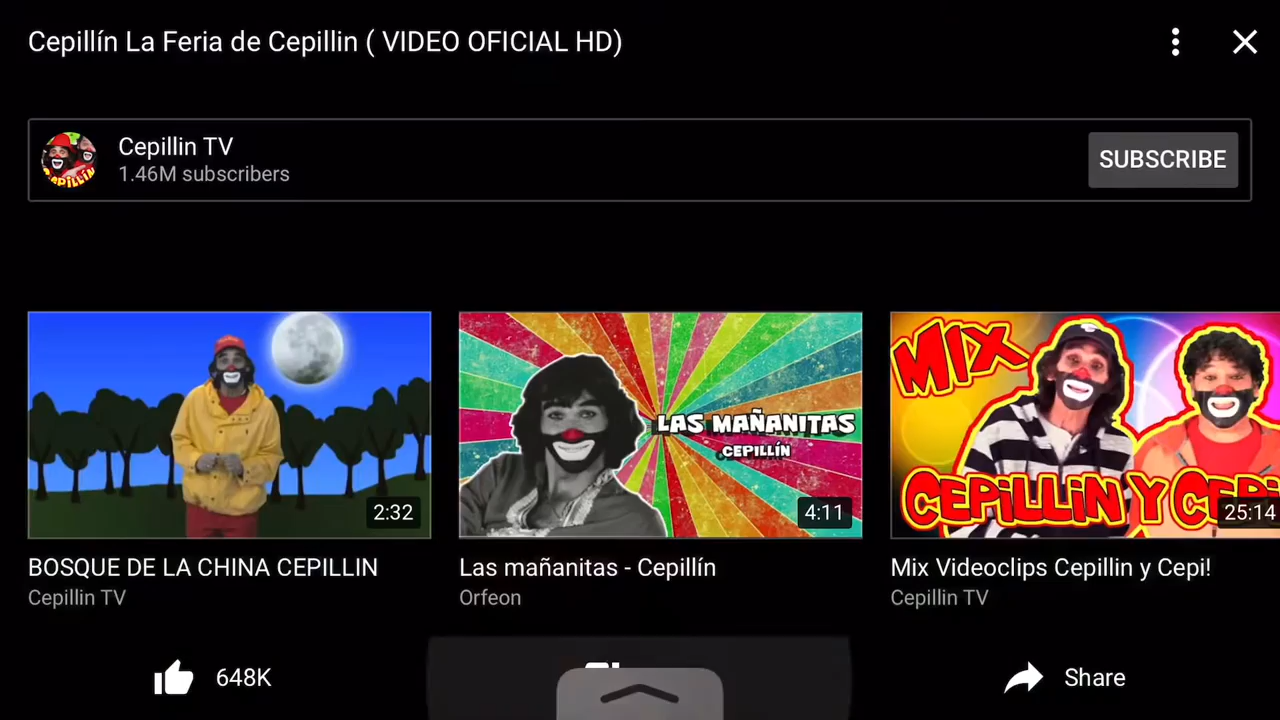 Cepillín La Feria de Cepillin ( VIDEO OFICIAL HD)
Cepillin TV
1.46M subscribers
SUBSCRIBE
2:32
LAS MAÑANITAS
CEPILLÍN
4:11
MIX
CEPiLLiN Y CEPi
25:14
BOSQUE DE LA CHINA CEPILLIN
Cepillin TV
Las mañanitas - Cepillín
Orfeon
Mix Videoclips Cepillin y Cepi!
Cepillin TV
648K
Share